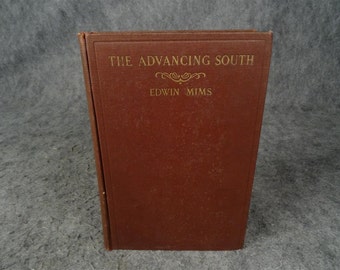 THE ADVANCING SOUTH
EDWIN MIMS